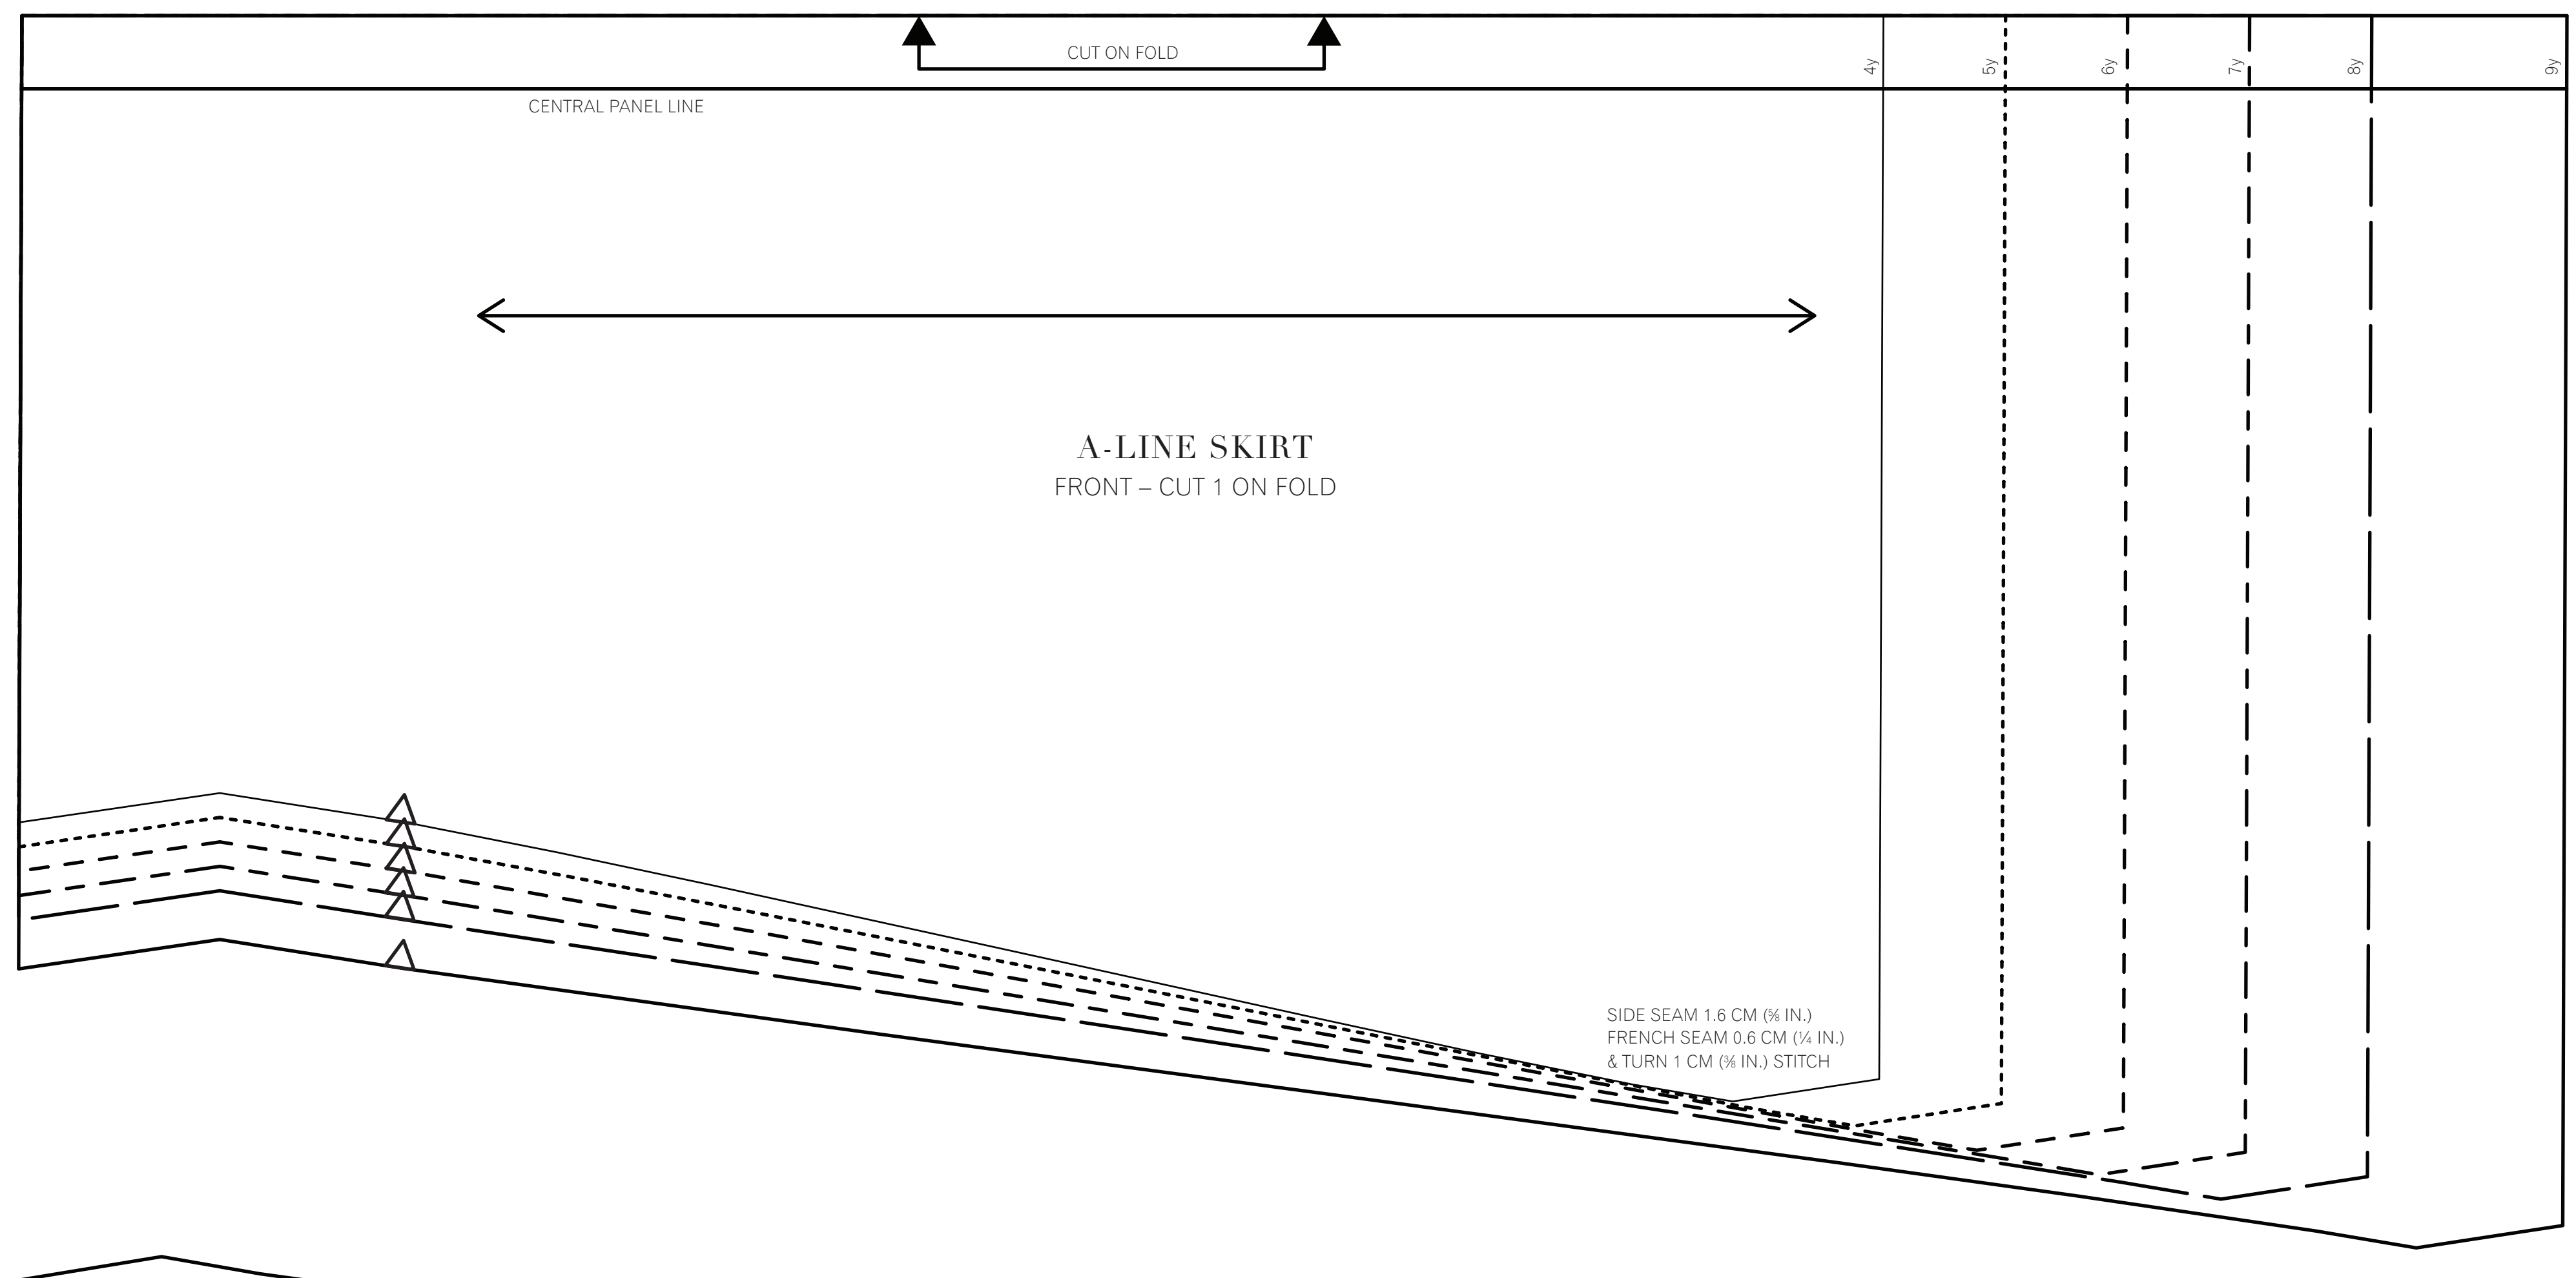 CUT ON FOLD
4y
5y
6y
7y
8y
9y
CENTRAL PANEL LINE
A-LINE SKIRT
FRONT – CUT 1 ON FOLD
SIDE SEAM 1.6 CM (⅝ IN.)
FRENCH SEAM 0.6 CM (¼ IN.)
& TURN 1 CM (⅜ IN.) STITCH